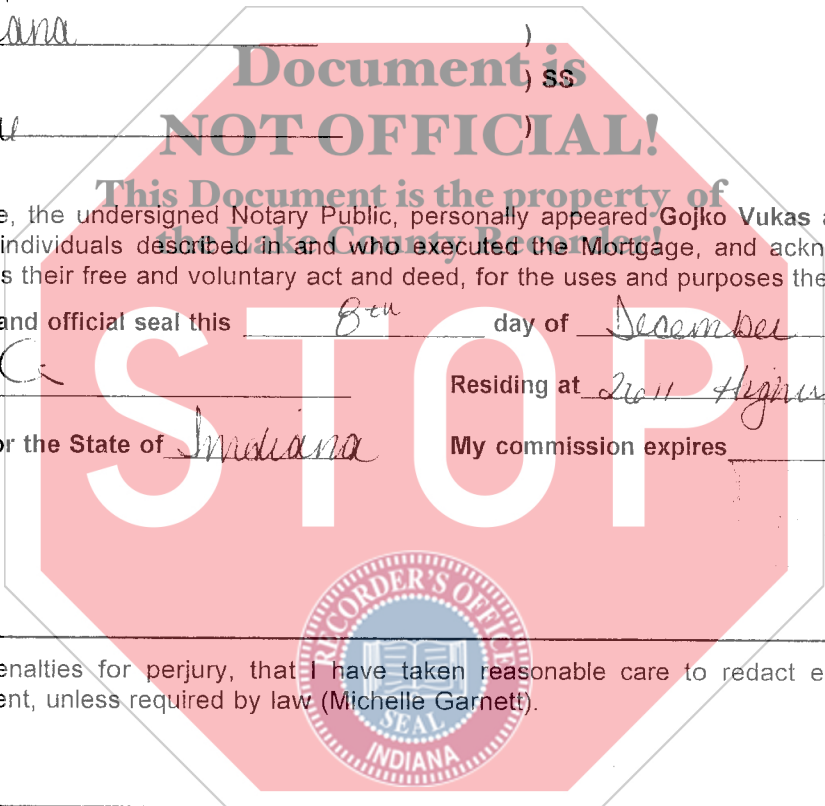 ana )
Document is
) SS
NOT OFFICIAL!
)
This Document is the property of
e, the undersigned Notary Public, personally appeared Gojko Vukas a
the Lake County Recorder!
individuals described in and who executed the Mortgage, and ackn
s their free and voluntary act and deed, for the uses and purposes the
and official seal this 8th day of December
STOP
Residing at 2611
or the State of Indiana My commission expires
RECORDER'S OFFICE
SEAL
INDIANA
enalties for perjury, that I have taken reasonable care to redact e
ent, unless required by law (Michelle Garnett).